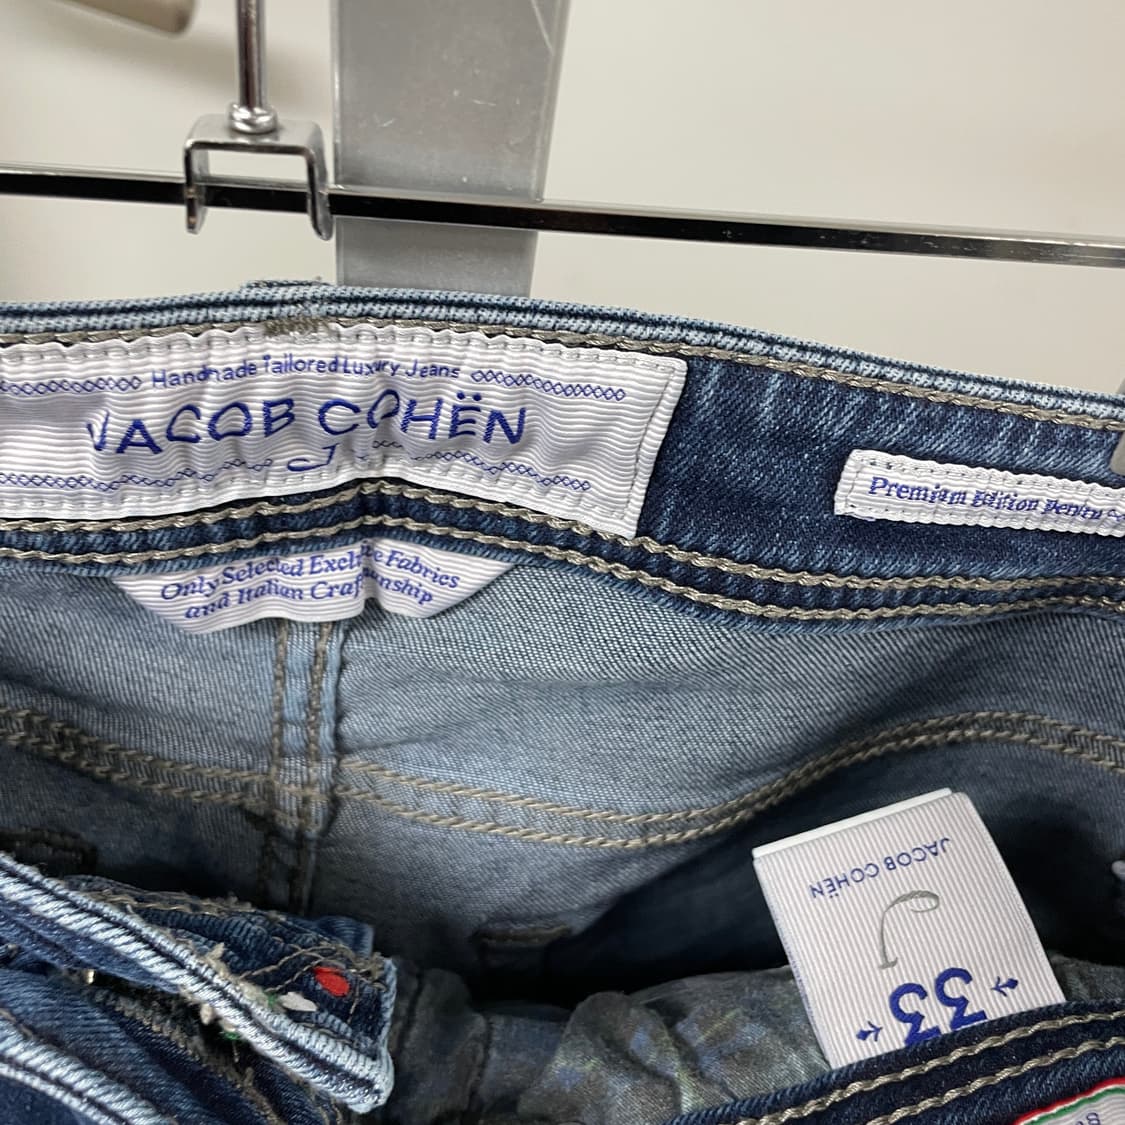 Handmade Tailored Luxury Jeans
JACOB COHËN
J
Only Selected Exclusive Fabrics
and Italian Craftsmanship
Premium Edition Denim
JACOB COHËN
J
33